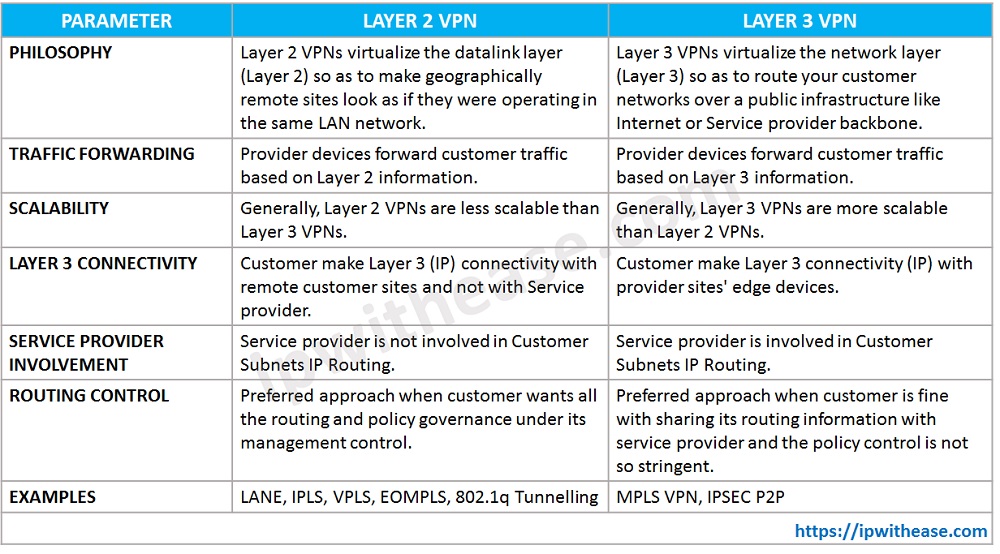 PARAMETER LAYER 2 VPN LAYER 3 VPN
PHILOSOPHY
Layer 2 VPNs virtualize the datalink layer
(Layer 2) so as to make geographically
remote sites look as if they were operating in
the same LAN network.
Layer 3 VPNs virtualize the network layer
(Layer 3) so as to route your customer
networks over a public infrastructure like
Internet or Service provider backbone.
TRAFFIC FORWARDING
Provider devices forward customer traffic
based on Layer 2 information.
Provider devices forward customer traffic
based on Layer 3 information.
SCALABILITY
Generally, Layer 2 VPNs are less scalable than
Layer 3 VPNs.
Generally, Layer 3 VPNs are more scalable
than Layer 2 VPNs.
LAYER 3 CONNECTIVITY
Customer make Layer 3 (IP) connectivity with
remote customer sites and not with Service
provider.
Customer make Layer 3 connectivity (IP) with
provider sites' edge devices.
SERVICE PROVIDER
INVOLVEMENT
Service provider is not involved in Customer
Subnets IP Routing.
Service provider is involved in Customer
Subnets IP Routing.
ROUTING CONTROL
Preferred approach when customer wants all
the routing and policy governance under its
management control.
Preferred approach when customer is fine
with sharing its routing information with
service provider and the policy control is not
so stringent.
EXAMPLES
LANE, IPLS, VPLS, EOMPLS, 802.1q Tunnelling
MPLS VPN, IPSEC P2P
https://ipwithease.com
ipwithease.com